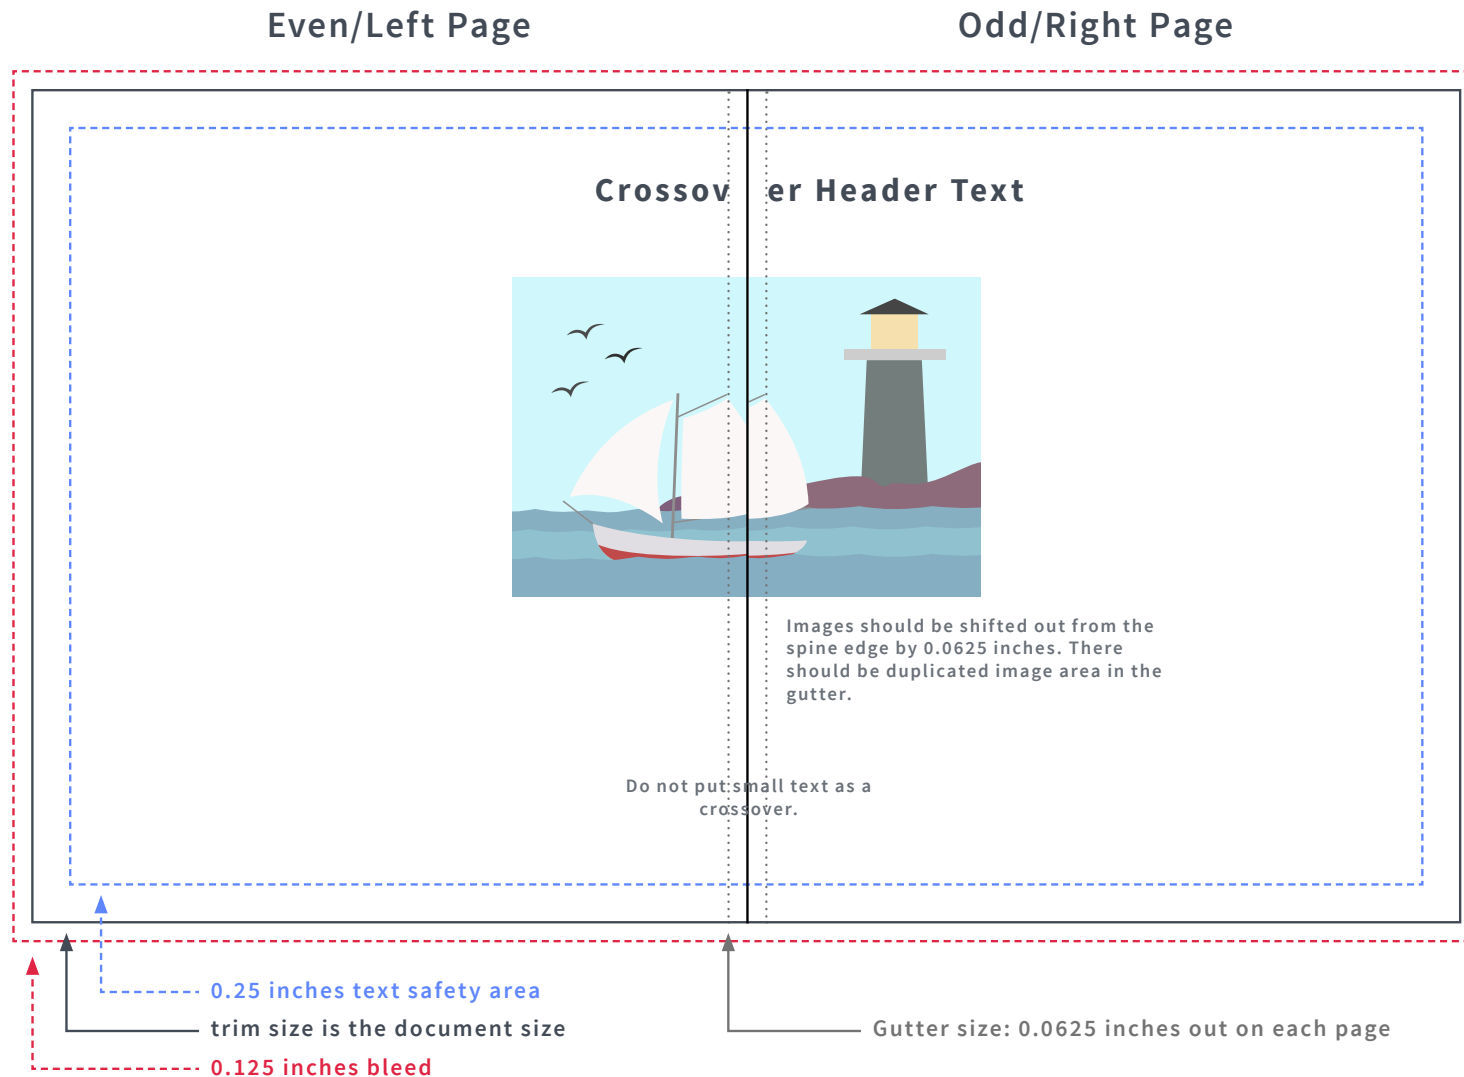 Even/Left Page
Odd/Right Page
Crossov er Header Text
Images should be shifted out from the
spine edge by 0.0625 inches. There
should be duplicated image area in the
gutter.
Do not put small text as a
crossover.
0.25 inches text safety area
trim size is the document size
Gutter size: 0.0625 inches out on each page
0.125 inches bleed